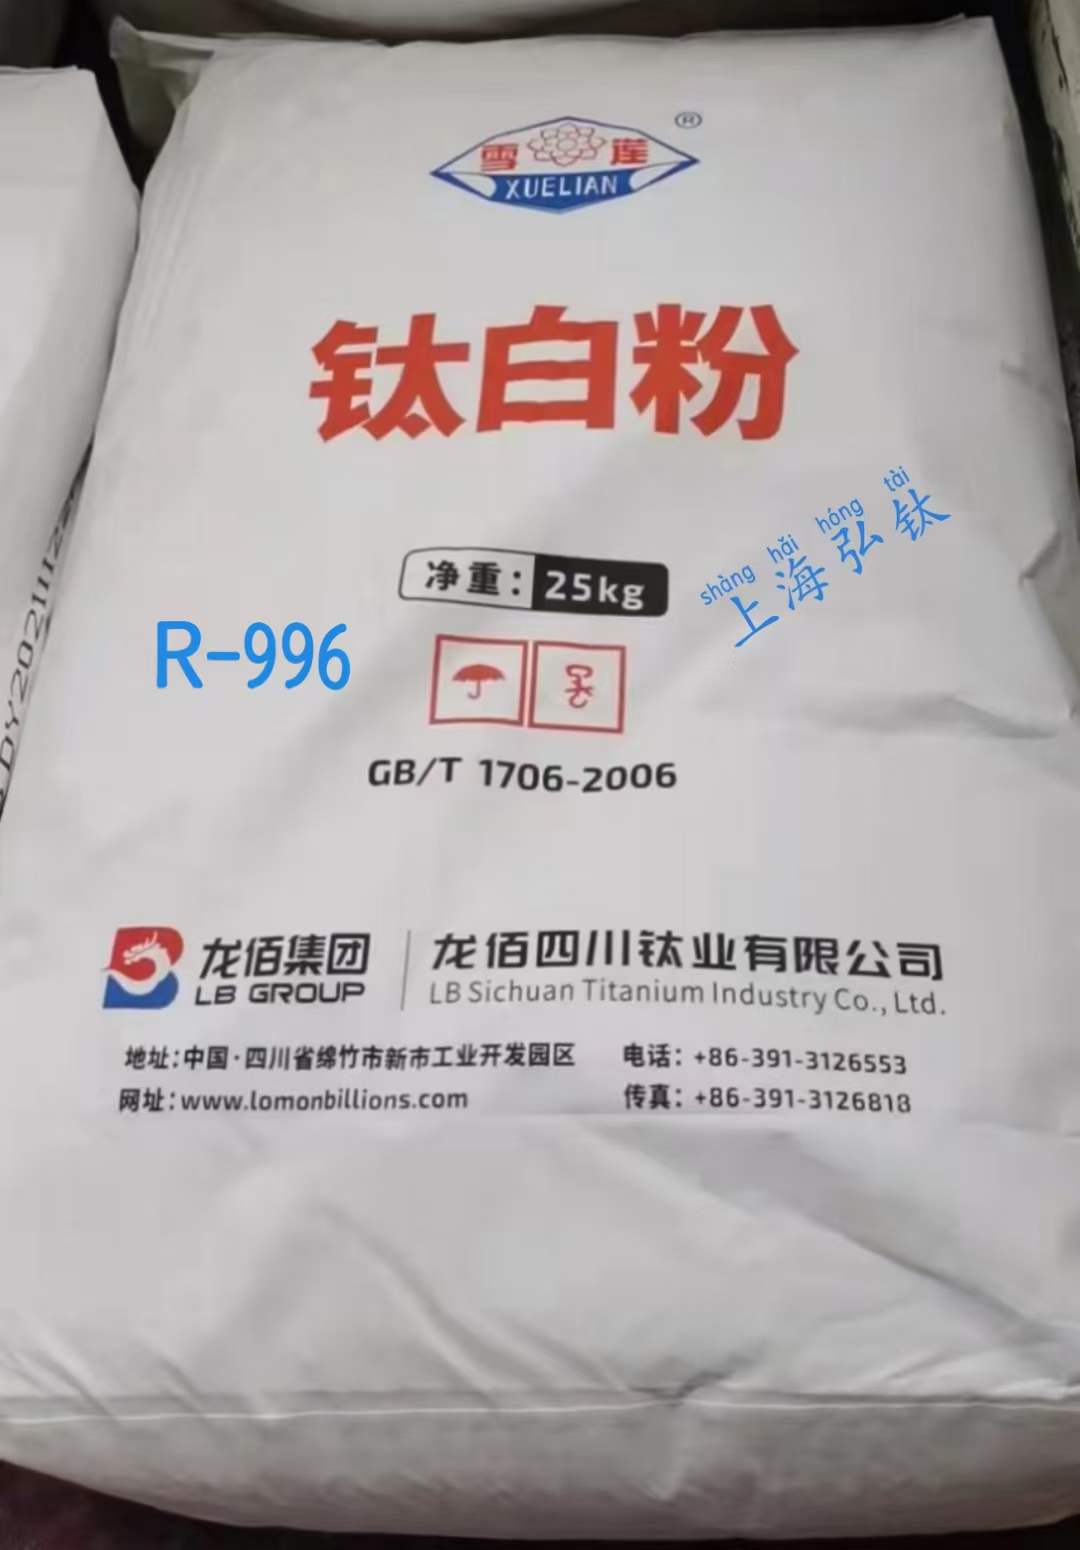 雪莲
®
XUELIAN
钛白粉
shàng hǎi hóng tài
上海弘钛
净重：25kg
R-996
GB/T 1706-2006
龙佰集团
LB GROUP
龙佰四川钛业有限公司
LB Sichuan Titanium Industry Co., Ltd.
地址：中国·四川省绵竹市新市工业开发园区
电话：+86-391-3126553
网址：www.lomonbillions.com
传真：+86-391-3126818